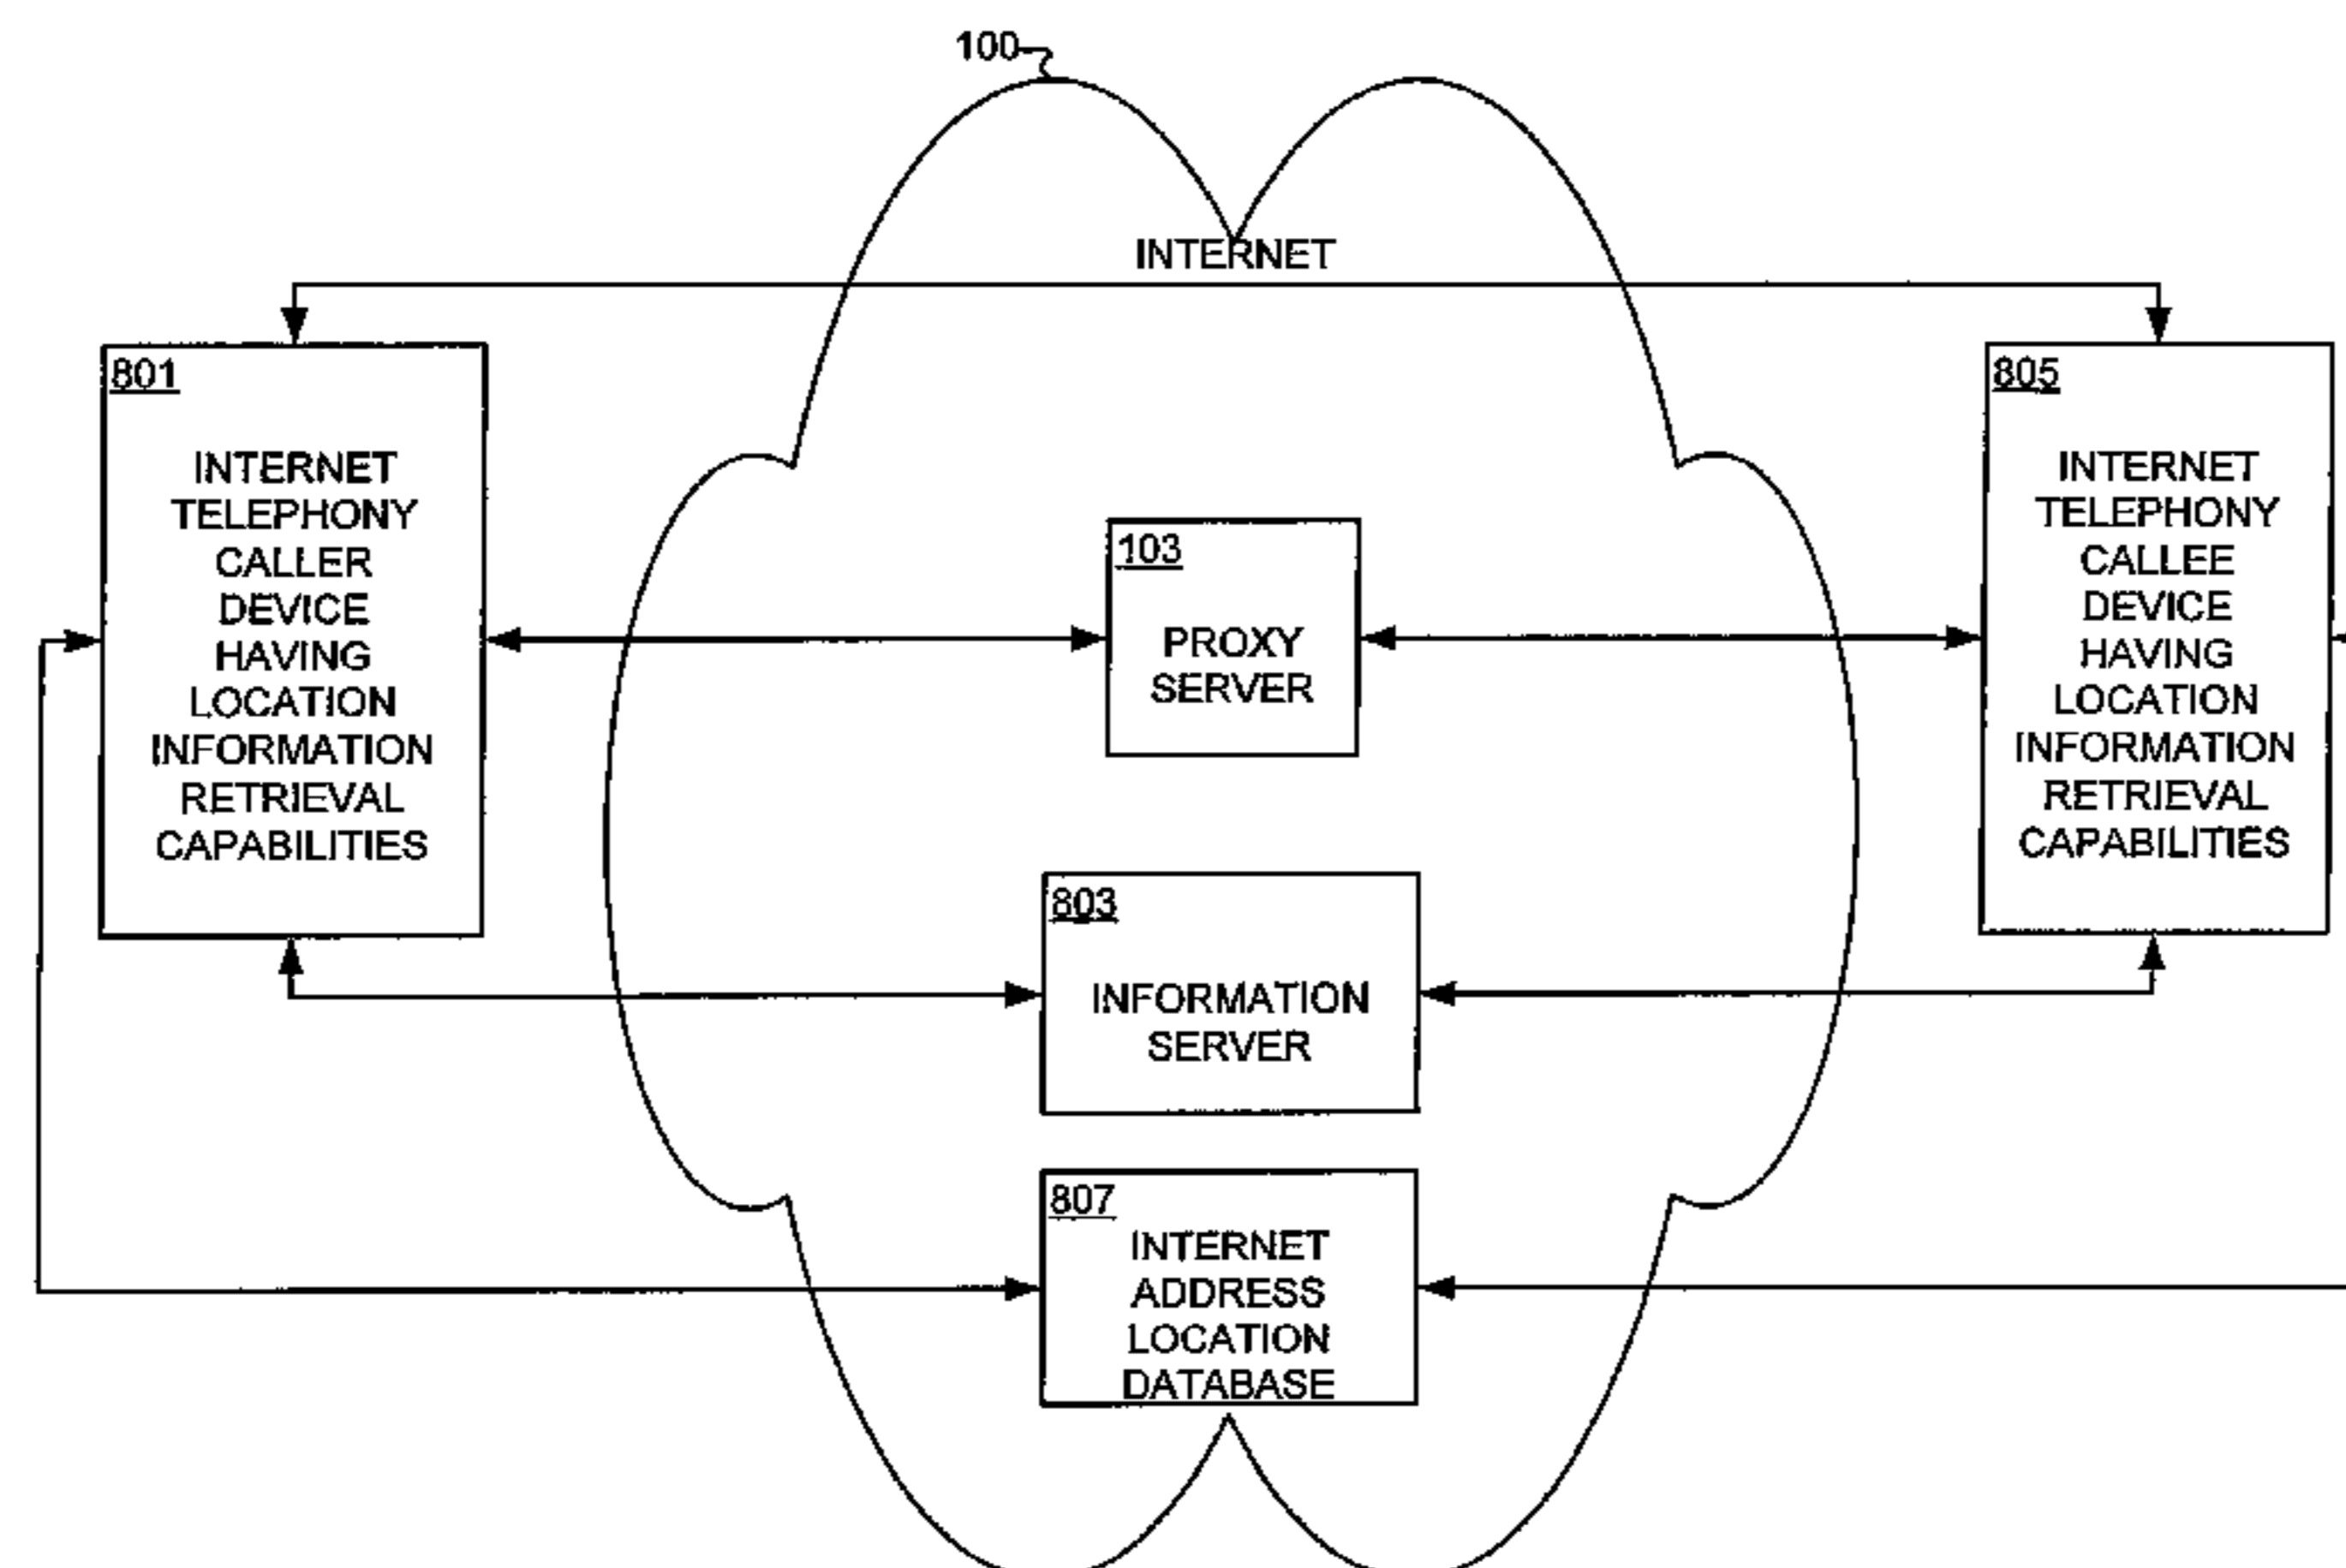 100
INTERNET
801
INTERNET
TELEPHONY
CALLER
DEVICE
HAVING
LOCATION
INFORMATION
RETRIEVAL
CAPABILITIES
103
PROXY
SERVER
805
INTERNET
TELEPHONY
CALLEE
DEVICE
HAVING
LOCATION
INFORMATION
RETRIEVAL
CAPABILITIES
803
INFORMATION
SERVER
807
INTERNET
ADDRESS
LOCATION
DATABASE